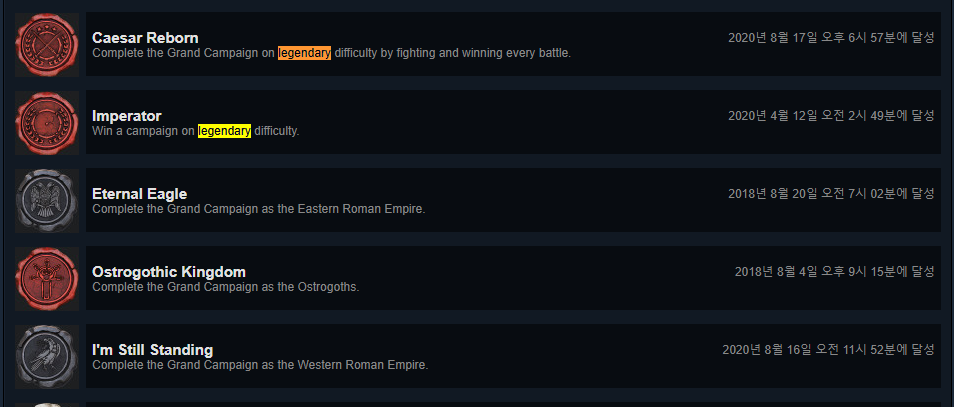 Caesar Reborn
Complete the Grand Campaign on legendary difficulty by fighting and winning every battle.
2020년 8월 17일 오후 6시 57분에 달성
Imperator
Win a campaign on legendary difficulty.
2020년 4월 12일 오전 2시 49분에 달성
Eternal Eagle
Complete the Grand Campaign as the Eastern Roman Empire.
2018년 8월 20일 오전 7시 02분에 달성
Ostrogothic Kingdom
Complete the Grand Campaign as the Ostrogoths.
2018년 8월 4일 오후 9시 15분에 달성
I'm Still Standing
Complete the Grand Campaign as the Western Roman Empire.
2020년 8월 16일 오전 11시 52분에 달성